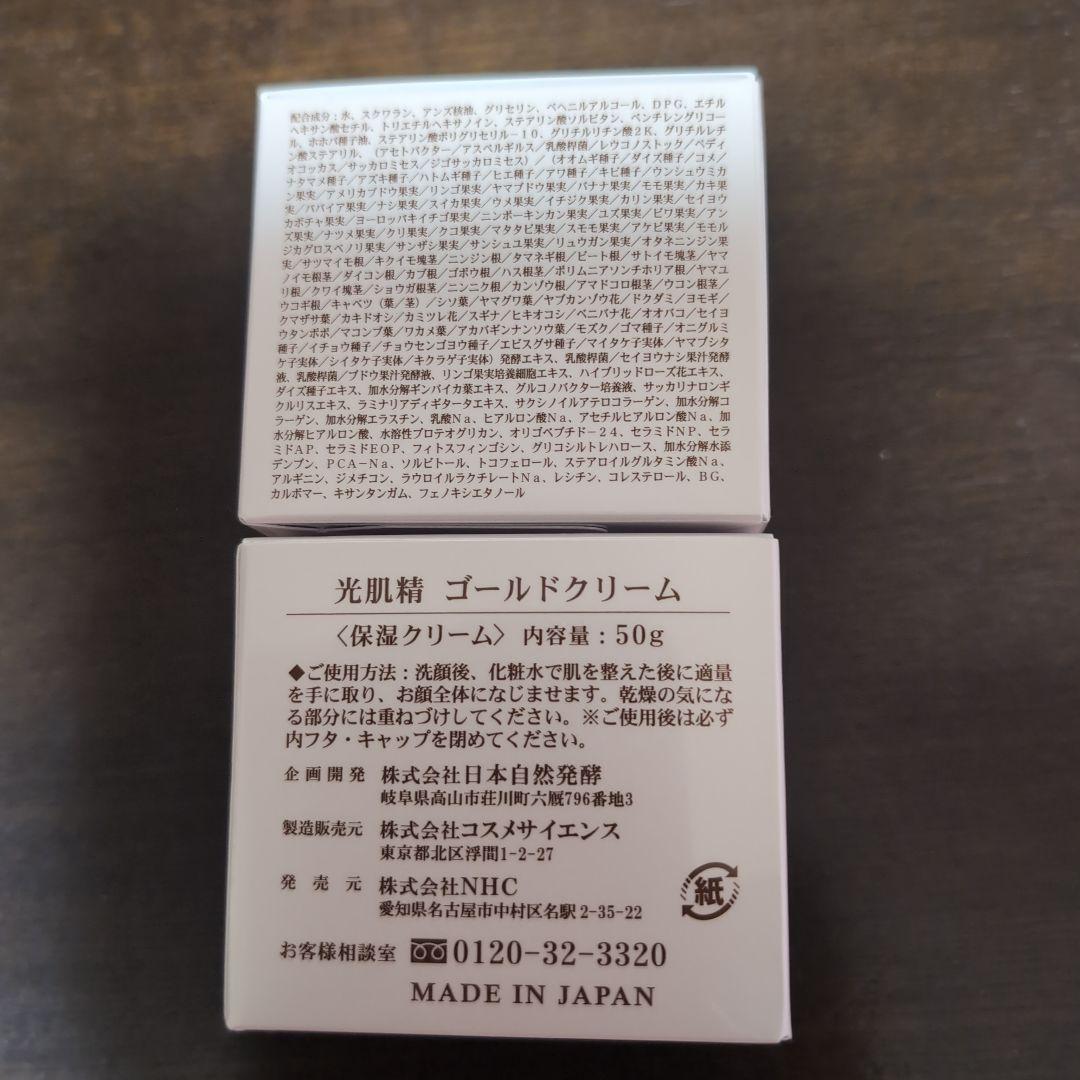 配合成分：水、スクワラン、アンズ核油、グリセリン、ベヘニルアルコール、DPG、エチル
ヘキサン酸セチル、トリエチルヘキサノイン、ステアリン酸ソルビタン、ペンチレングリコー
ル、ホホバ種子油、ステアリン酸ポリグリセリル－１０、グリチルリチン酸２K、グリチルレチ
ン酸ステアリル、（アセトバクター／アスペルギルス／乳酸桿菌／レウコノストック／ペディ
オコッカス／サッカロミセス／ジゴサッカロミセス）／（オオムギ種子／ダイズ種子／コメ／
ナタマメ種子／アズキ種子／ハトムギ種子／ヒエ種子／アワ種子／キビ種子／ウンシュウミカ
ン果実／アメリカブドウ果実／リンゴ果実／ヤマブドウ果実／バナナ果実／モモ果実／カキ果
実／パパイア果実／ナシ果実／スイカ果実／ウメ果実／イチジク果実／カリン果実／セイヨウ
カボチャ果実／ヨーロッパキイチゴ果実／ニンポーキンカン果実／ユズ果実／ビワ果実／アン
ズ果実／ナツメ果実／クリ果実／クコ果実／マタタビ果実／スモモ果実／アケビ果実／モモル
ジカグロスベノリ果実／サンザシ果実／サンシュユ果実／リュウガン果実／オタネニンジン果
実／サツマイモ根／キクイモ塊茎／ニンジン根／タマネギ根／ビート根／サトイモ塊茎／ヤマ
ノイモ根茎／ダイコン根／カブ根／ゴボウ根／ハス根茎／ポリムニアソンチホリア根／ヤマユ
リ根／クワイ塊茎／ショウガ根茎／ニンニク根／カンゾウ根／アマドコロ根茎／ウコン根茎／
ウコギ根／キャベツ（葉／茎）／シソ葉／ヤマグワ葉／ヤブカンゾウ花／ドクダミ／ヨモギ／
クマザサ葉／カキドオシ／カミツレ花／スギナ／ヒキオコシ／ベニバナ花／オオバコ／セイヨ
ウタンポポ／マコンブ葉／ワカメ葉／アカバギンナンソウ葉／モズク／ゴマ種子／オニグルミ
種子／イチョウ種子／チョウセンゴヨウ種子／エビスグサ種子／マイタケ子実体／ヤマブシタ
ケ子実体／シイタケ子実体／キクラゲ子実体）発酵エキス、乳酸桿菌／セイヨウナシ果汁発酵
液、乳酸桿菌／ブドウ果汁発酵液、リンゴ果実培養細胞エキス、ハイブリッドローズ花エキス、
ダイズ種子エキス、加水分解ギンバイカ葉エキス、グルコノバクター培養液、サッカリナロンギ
クルリスエキス、ラミナリアディギタータエキス、サクシノイルアテロコラーゲン、加水分解コ
ラーゲン、加水分解エラスチン、乳酸Na、ヒアルロン酸Na、アセチルヒアルロン酸Na、加
水分解ヒアルロン酸、水溶性プロテオグリカン、オリゴペプチド－２４、セラミドNP、セラ
ミドAP、セラミドEOP、フィトスフィンゴシン、グリコシルトレハロース、加水分解水添
デンプン、PCA－Na、ソルビトール、トコフェロール、ステアロイルグルタミン酸Na、
アルギニン、ジメチコン、ラウロイルラクチレートNa、レシチン、コレステロール、BG、
カルボマー、キサンタンガム、フェノキシエタノール
光肌精 ゴールドクリーム
〈保湿クリーム〉内容量：50g
◆ご使用方法：洗顔後、化粧水で肌を整えた後に適量
を手に取り、お顔全体になじませます。乾燥の気にな
る部分には重ねづけしてください。※ご使用後は必ず
内フタ・キャップを閉めてください。
企画開発 株式会社日本自然発酵
岐阜県高山市荘川町六厩796番地3
製造販売元 株式会社コスメサイエンス
東京都北区浮間1-2-27
発売元 株式会社NHC
愛知県名古屋市中村区名駅2-35-22
紙
お客様相談室 0120-32-3320
MADE IN JAPAN